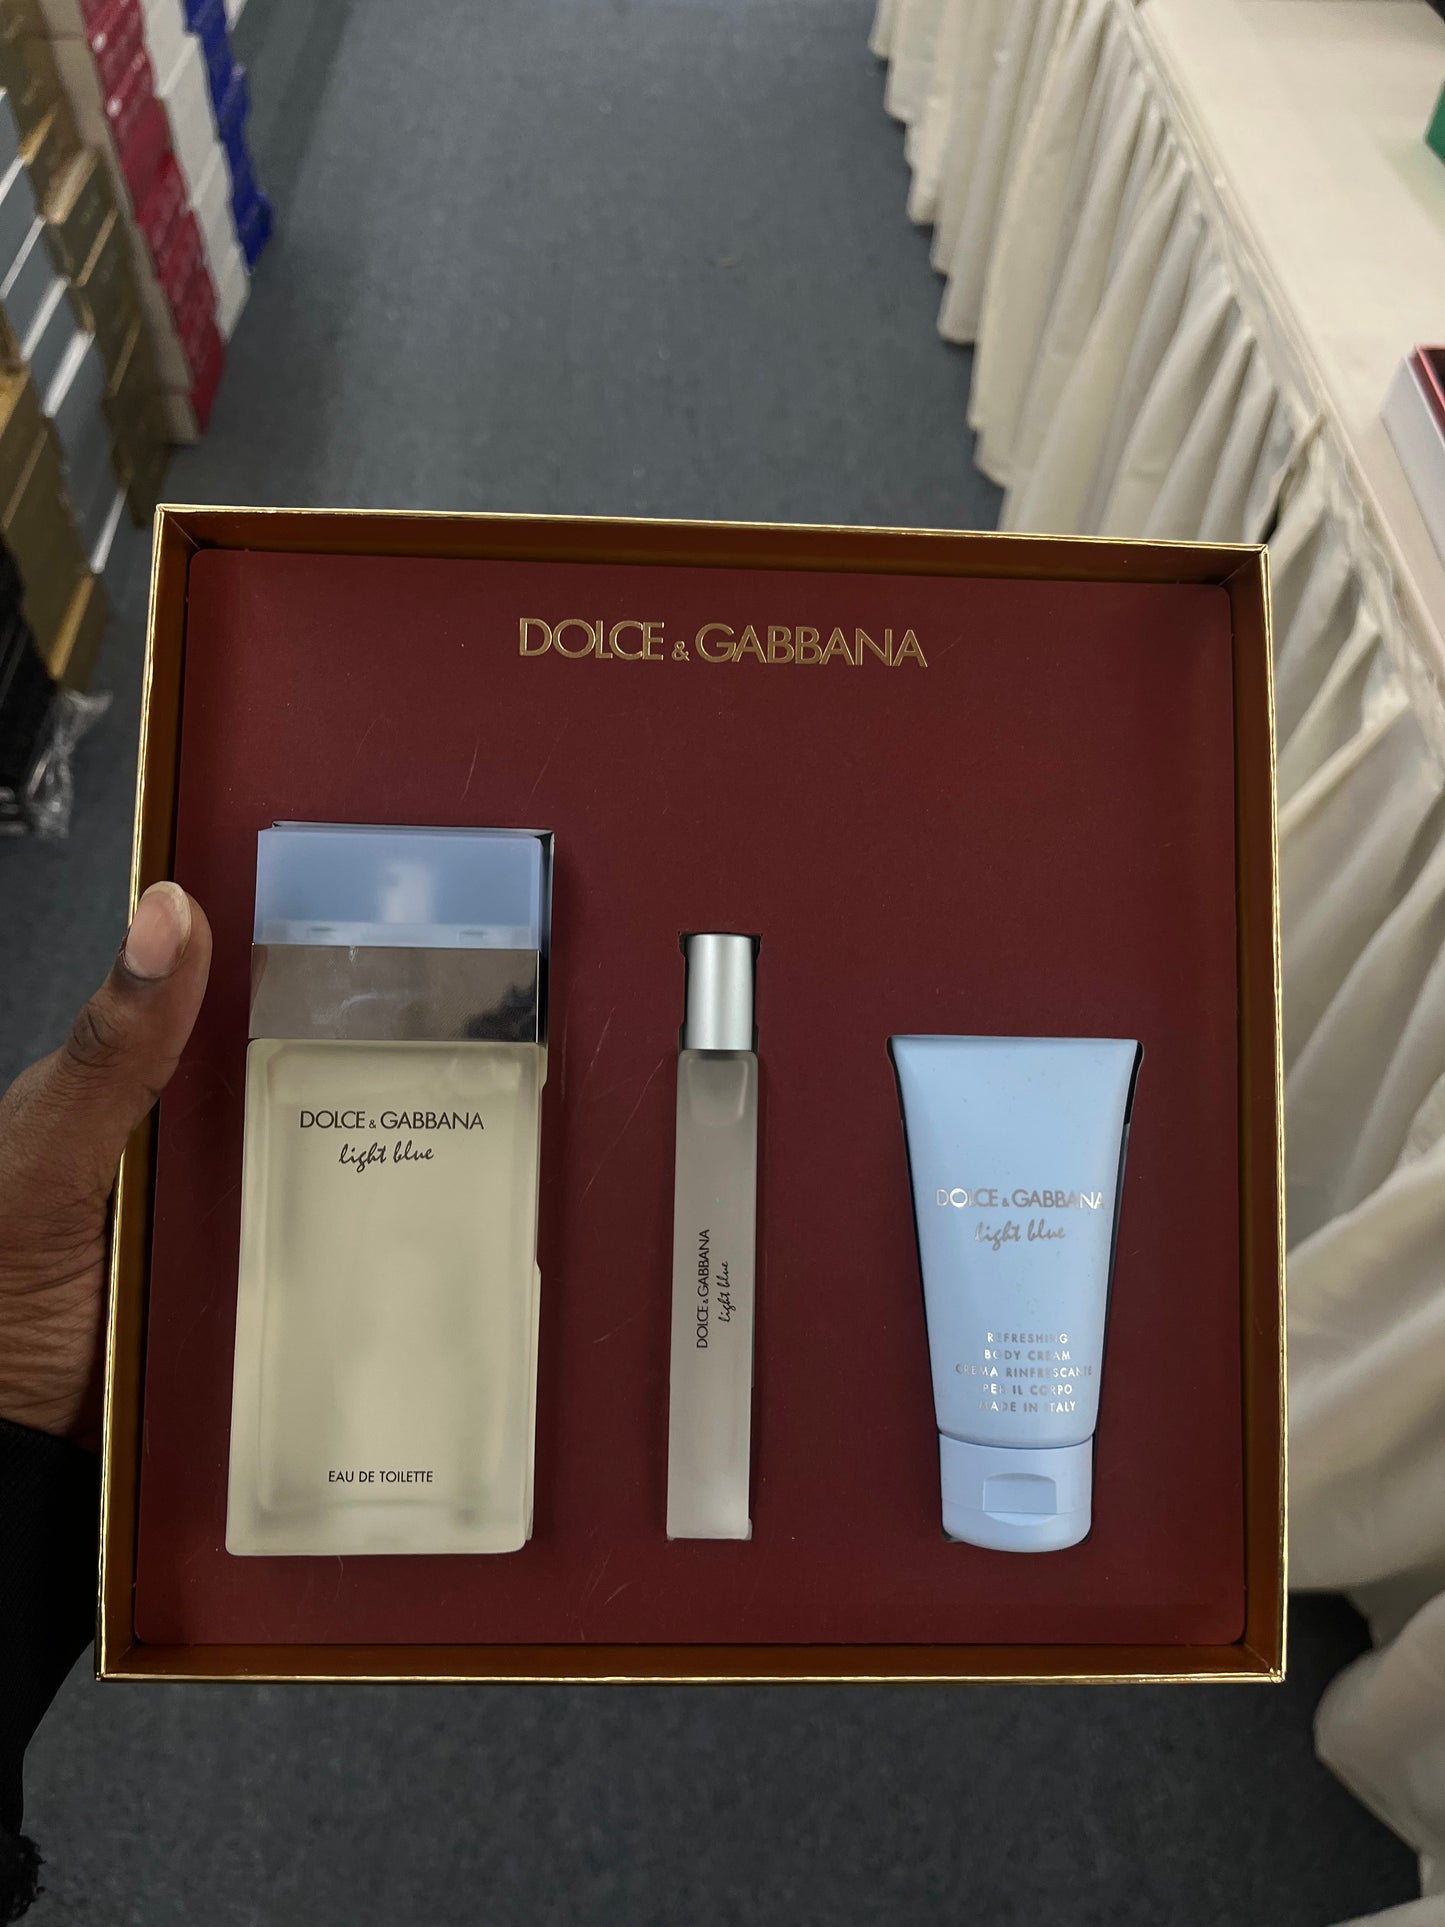 DOLCE & GABBANA
DOLCE & GABBANA
light blue
EAU DE TOILETTE
DOLCE & GABBANA
light blue
DOLCE & GABBANA
light blue
REFRESHING
BODY CREAM
CREMA RINFRESCANTE
PER IL CORPO
MADE IN ITALY